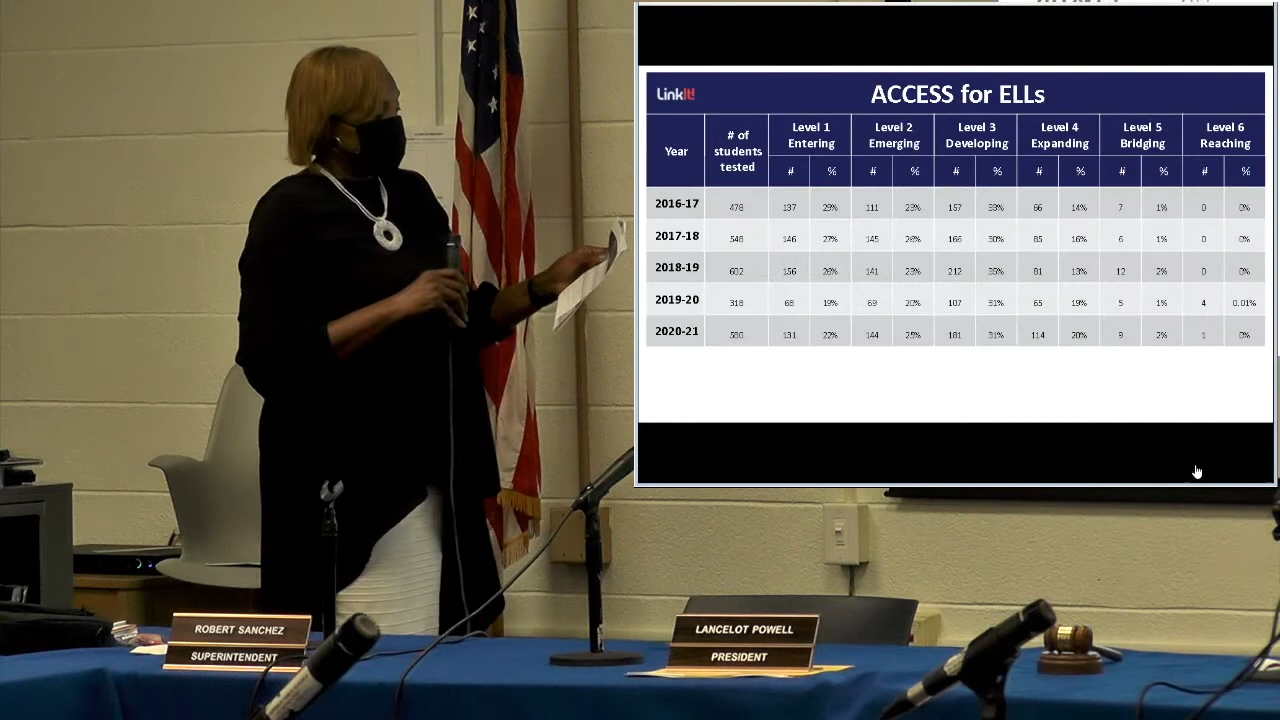 LinkIt!
ACCESS for ELLs
Year # of students tested Level 1 Entering Level 2 Emerging Level 3 Developing Level 4 Expanding Level 5 Bridging Level 6 Reaching
# % # % # % # % # % # %
2016-17 478 137 29% 111 23% 157 33% 66 14% 7 1% 0 0%
2017-18 548 146 27% 145 26% 166 30% 85 16% 6 1% 0 0%
2018-19 602 156 26% 141 23% 212 35% 81 13% 12 2% 0 0%
2019-20 318 68 19% 69 20% 107 31% 65 19% 5 1% 4 0.01%
2020-21 580 131 22% 144 25% 181 31% 114 20% 9 2% 1 0%
ROBERT SANCHEZ
SUPERINTENDENT
LANCELOT POWELL
PRESIDENT